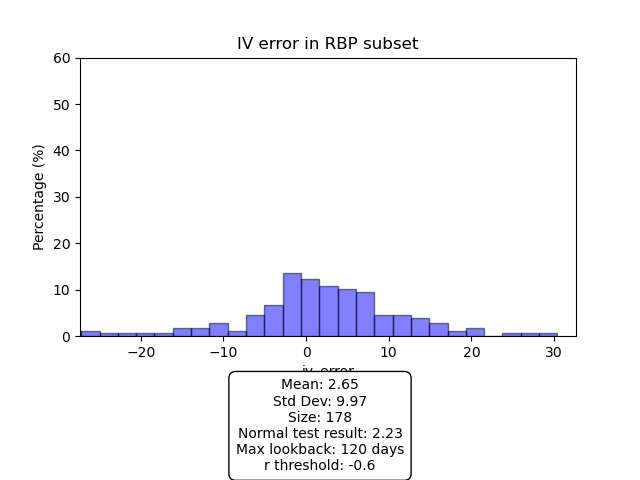 IV error in RBP subset
60
50
40
30
20
10
0
Percentage (%)
−20
−10
0
10
20
30
iv_error
Mean: 2.65
Std Dev: 9.97
Size: 178
Normal test result: 2.23
Max lookback: 120 days
r threshold: -0.6